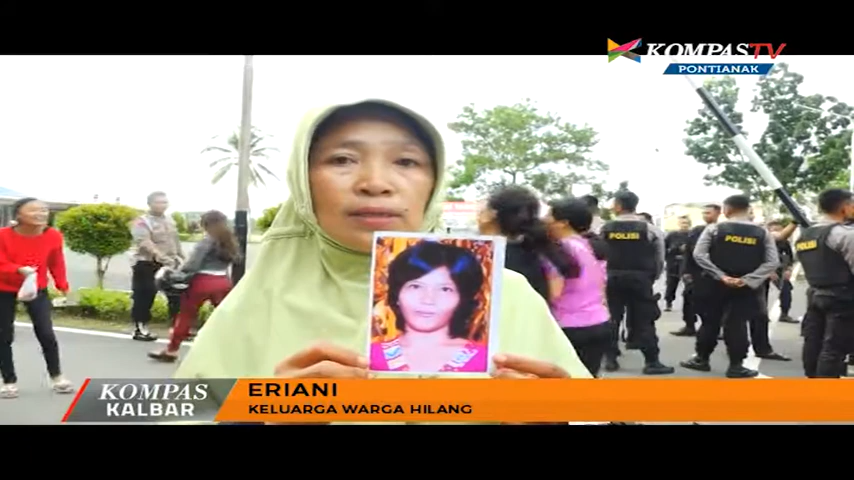 KOMPASTV
PONTIANAK
POLISI
POLISI
POLISI
KOMPAS
KALBAR
ERIANI
KELUARGA WARGA HILANG